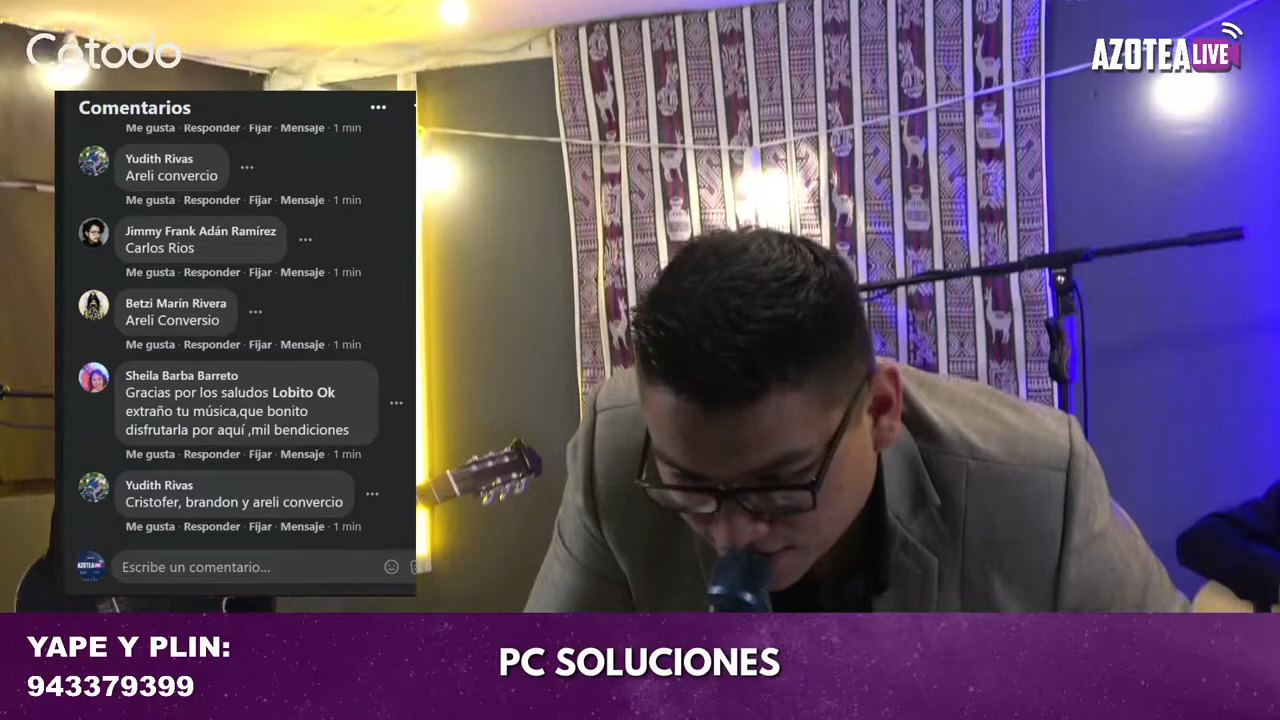 Catodo
AZOTEA LIVE
Comentarios
Me gusta · Responder · Fijar · Mensaje · 1 min
Yudith Rivas
Areli convercio
Me gusta · Responder · Fijar · Mensaje · 1 min
Jimmy Frank Adán Ramírez
Carlos Rios
Me gusta · Responder · Fijar · Mensaje · 1 min
Betzi Marín Rivera
Areli Conversio
Me gusta · Responder · Fijar · Mensaje · 1 min
Sheila Barba Barreto
Gracias por los saludos Lobito Ok
extraño tu música,que bonito
disfrutarla por aquí ,mil bendiciones
Me gusta · Responder · Fijar · Mensaje · 1 min
Yudith Rivas
Cristofer, brandon y areli convercio
Me gusta · Responder · Fijar · Mensaje · 1 min
AZOTEA LIVE
Escribe un comentario...
YAPE Y PLIN:
943379399
PC SOLUCIONES